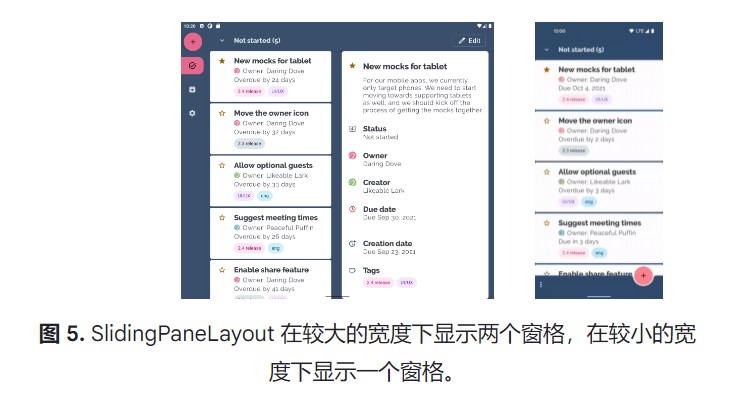 10:20
Not started (5)
Edit
New mocks for tablet
Owner: Daring Dove
Overdue by 24 days
2.4 release
UI/UX
Move the owner icon
Owner: Daring Dove
Overdue by 32 days
2.3 release
Allow optional guests
Owner: Likeable Lark
Overdue by 33 days
UI/UX
eng
Suggest meeting times
Owner: Peaceful Puffin
Overdue by 26 days
2.4 release
eng
Enable share feature
Owner: Daring Dove
Overdue by 41 days
New mocks for tablet
For our mobile apps, we currently
only target phones. We need to start
moving towards supporting tablets
as well, and we should kick off the
process of getting the mocks together
Status
Not started
Owner
Daring Dove
Creator
Likeable Lark
Due date
Due Sep 30, 2021
Creation date
Due Sep 23, 2021
Tags
2.4 release
UI/UX
LTE
Not started (5)
New mocks for tablet
Owner: Daring Dove
Due Oct 4, 2021
2.4 release
UI/UX
Move the owner icon
Owner: Daring Dove
Overdue by 2 days
2.3 release
Allow optional guests
Owner: Likeable Lark
Overdue by 3 days
UI/UX
eng
Suggest meeting times
Owner: Peaceful Puffin
Due in 3 days
2.4 release
eng
Enable share feature
图 5. SlidingPaneLayout 在较大的宽度下显示两个窗格，在较小的宽
度下显示一个窗格。